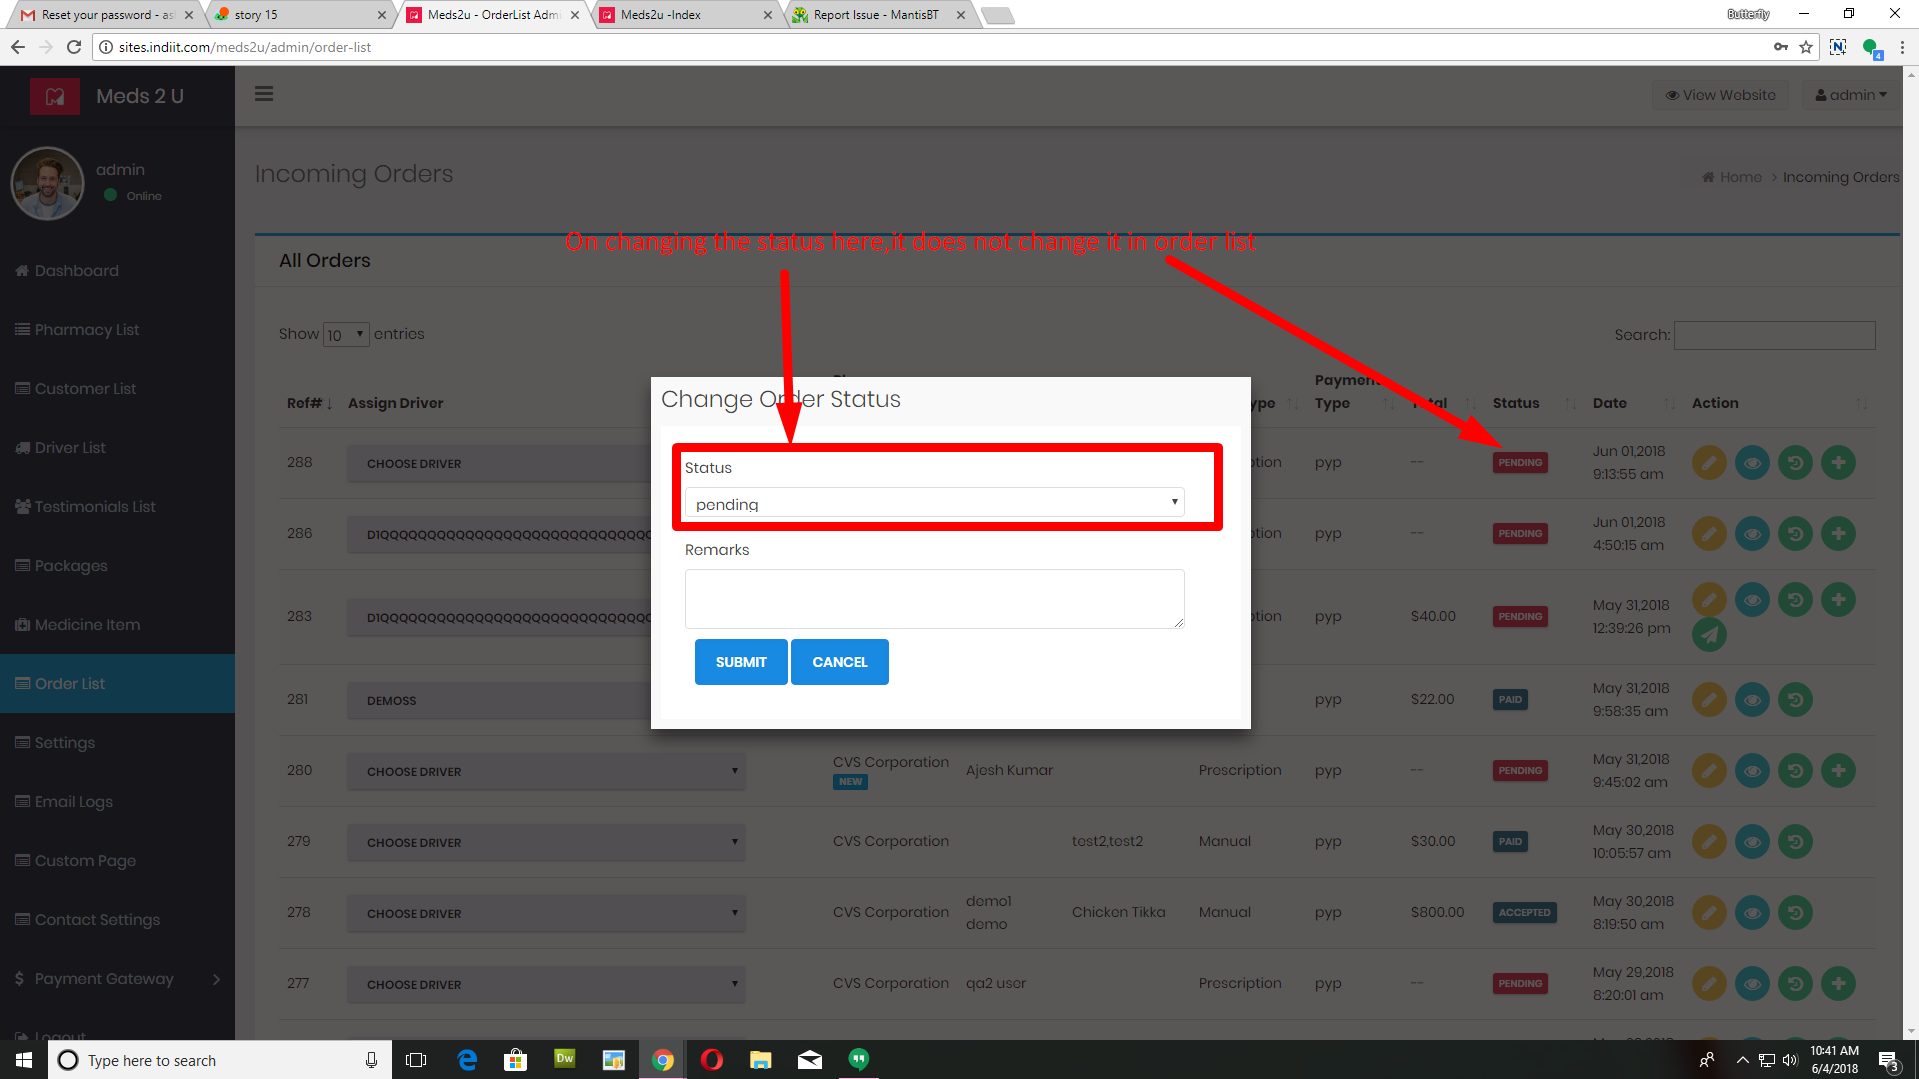 Reset your password - asl
story 15
Meds2u - OrderList Admi
Meds2u -Index
Report Issue - MantisBT
Butterfly
sites.indiit.com/meds2u/admin/order-list
Meds 2 U
View Website
admin
admin
Online
Incoming Orders
Home > Incoming Orders
On changing the status here,it does not change it in order list
All Orders
Dashboard
Pharmacy List
Customer List
Driver List
Testimonials List
Packages
Medicine Item
Order List
Settings
Email Logs
Custom Page
Contact Settings
Payment Gateway
Logout
Show 10 entries
Search:
Ref# Assign Driver Payment Type Total Status Date Action
288 CHOOSE DRIVER pyp -- PENDING Jun 01,2018 9:13:55 am
286 pyp -- PENDING Jun 01,2018 4:50:15 am
283 pyp $40.00 PENDING May 31,2018 12:39:26 pm
281 DEMOSS pyp $22.00 PAID May 31,2018 9:58:35 am
280 CHOOSE DRIVER CVS Corporation NEW Ajesh Kumar Prescription pyp -- PENDING May 31,2018 9:45:02 am
279 CHOOSE DRIVER CVS Corporation test2,test2 Manual pyp $30.00 PAID May 30,2018 10:05:57 am
278 CHOOSE DRIVER CVS Corporation demo1 demo Chicken Tikka Manual pyp $800.00 ACCEPTED May 30,2018 8:19:50 am
277 CHOOSE DRIVER CVS Corporation qa2 user Prescription pyp -- PENDING May 29,2018 8:20:01 am
Change Order Status
Status
pending
Remarks
SUBMIT CANCEL
Type here to search
Dw
10:41 AM
6/4/2018
3